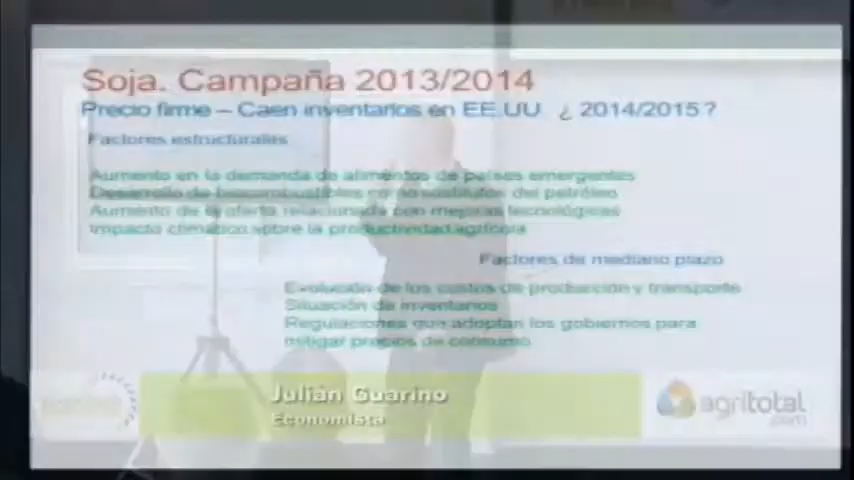 Soja. Campaña 2013/2014
Precio firme – Caen inventarios en EE.UU ¿ 2014/2015?
Factores estructurales
Aumento en la demanda de alimentos de países emergentes
Desarrollo de biocombustibles como sustitutos del petróleo
Aumento de la oferta relacionada con mejoras tecnológicas
Impacto climático sobre la productividad agrícola
Factores de mediano plazo
Evolución de los costos de producción y transporte
Situación de inventarios
Regulaciones que adoptan los gobiernos para
mitigar precios de consumo
Julián Guarino
Economista
agritotal
.com